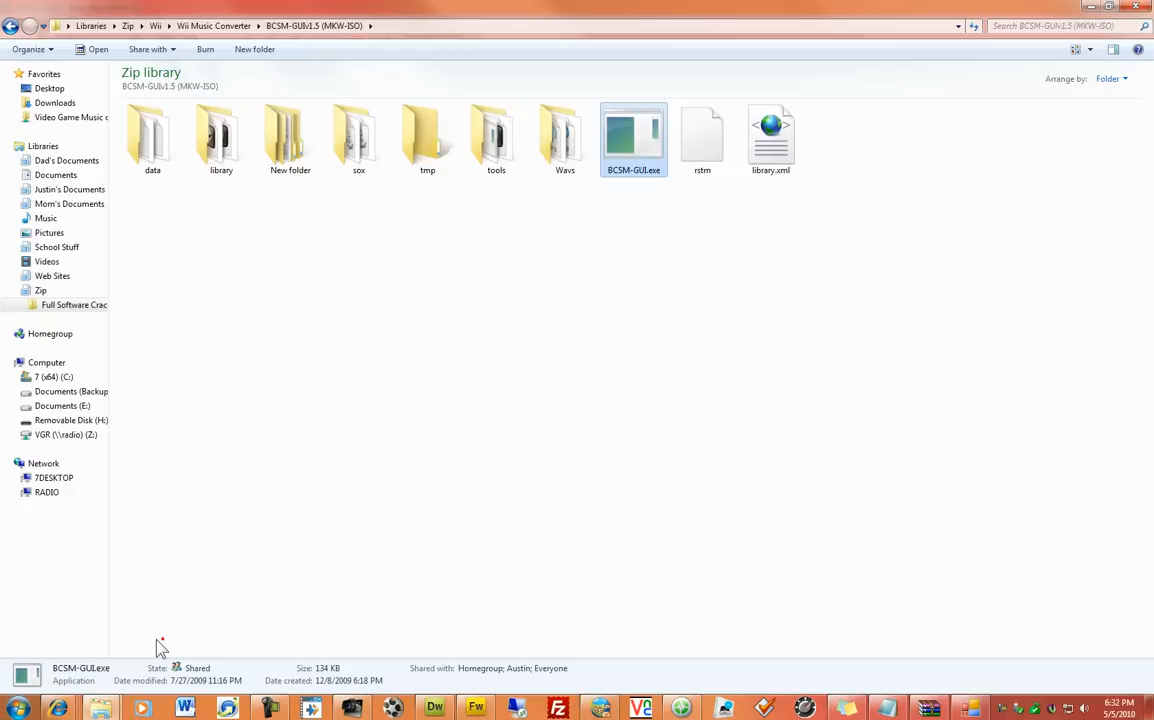 Libraries ▸ Zip ▸ Wii ▸ Wii Music Converter ▸ BCSM-GUIv1.5 (MKW-ISO) ▸
Search BCSM-GUIv1.5 (MKW-ISO)
Organize Open Share with Burn New folder
Zip library
BCSM-GUIv1.5 (MKW-ISO)
Arrange by: Folder
Favorites
Desktop
Downloads
Video Game Music c
Libraries
Dad's Documents
Documents
Justin's Documents
Mom's Documents
Music
Pictures
School Stuff
Videos
Web Sites
Zip
Full Software Crac
Homegroup
Computer
7 (x64) (C:)
Documents (Backup
Documents (E:)
Removable Disk (H:)
VGR (\\radio) (Z:)
Network
7DESKTOP
RADIO
data library New folder sox tmp tools Wavs BCSM-GUI.exe rstm library.xml
BCSM-GUI.exe State: Shared Size: 134 KB Shared with: Homegroup; Austin; Everyone
Application Date modified: 7/27/2009 11:16 PM Date created: 12/8/2009 6:18 PM
Dw Fw
6:32 PM
5/5/2010